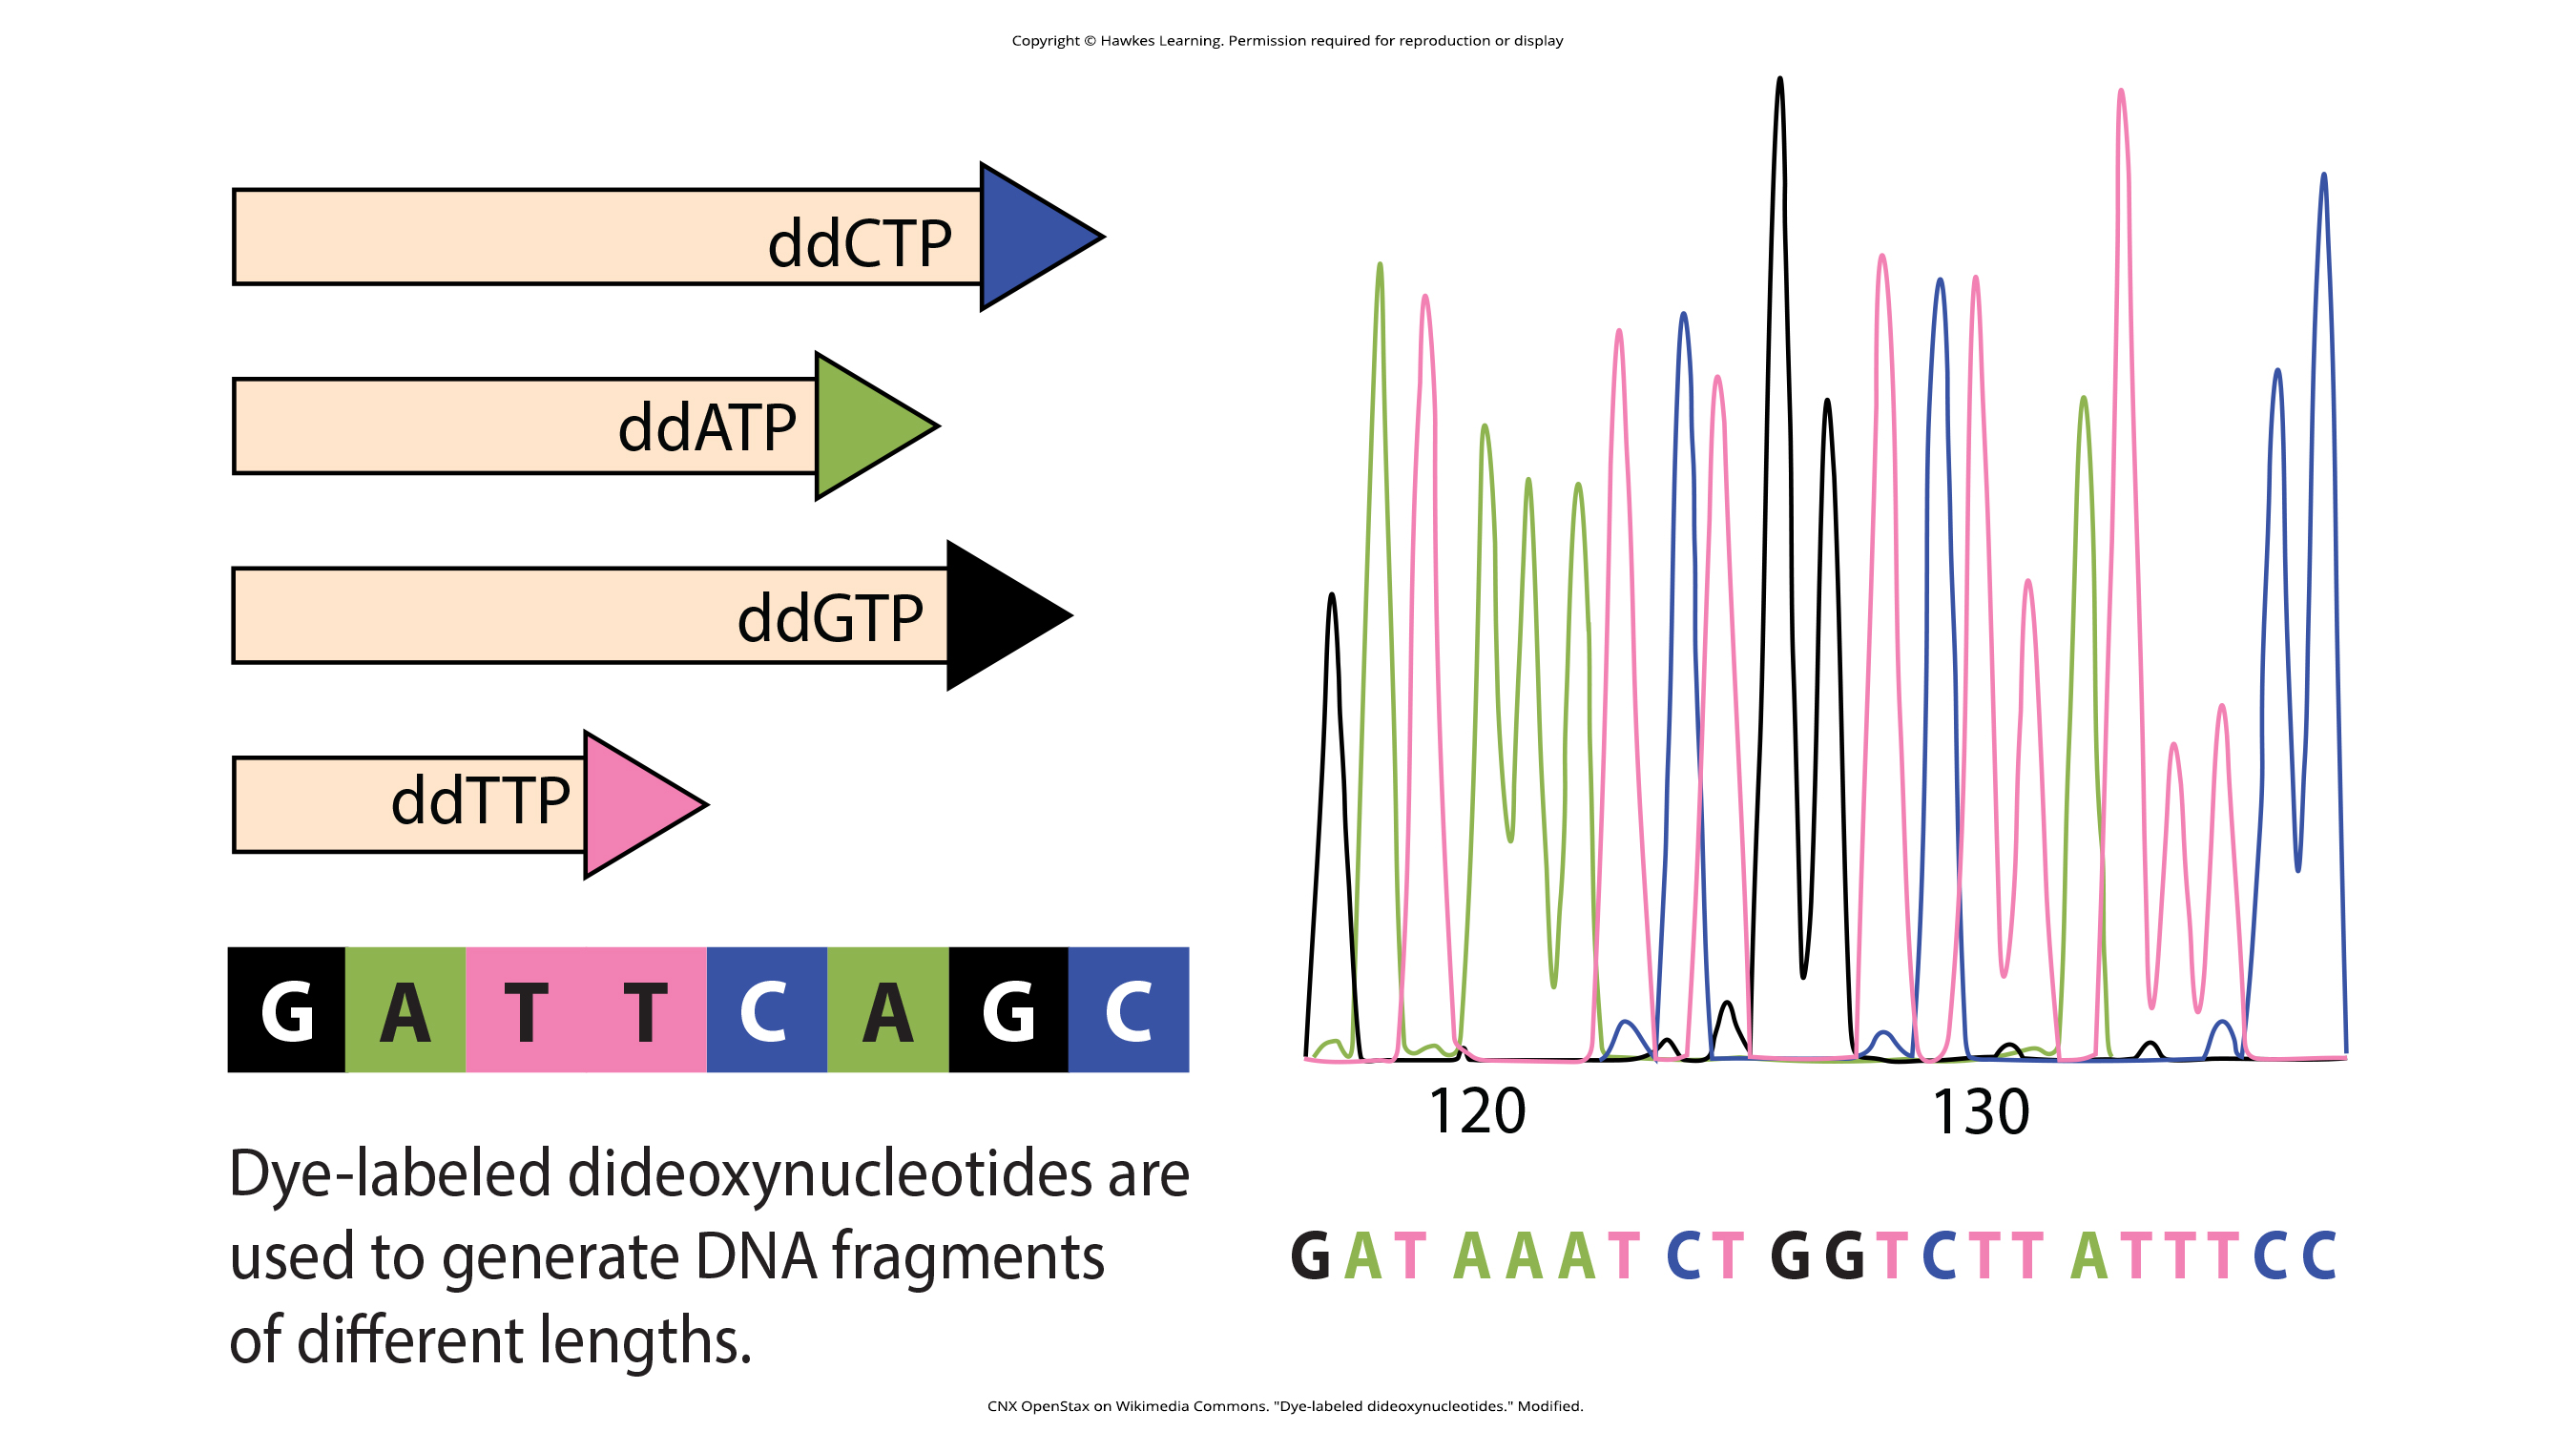 Copyright © Hawkes Learning. Permission required for reproduction or display
ddCTP
ddATP
ddGTP
ddTTP
G A T T C A G C
Dye-labeled dideoxynucleotides are
used to generate DNA fragments
of different lengths.
120 130
GAT AAAT CT GGTCTT ATTTCC
CNX OpenStax on Wikimedia Commons. "Dye-labeled dideoxynucleotides." Modified.